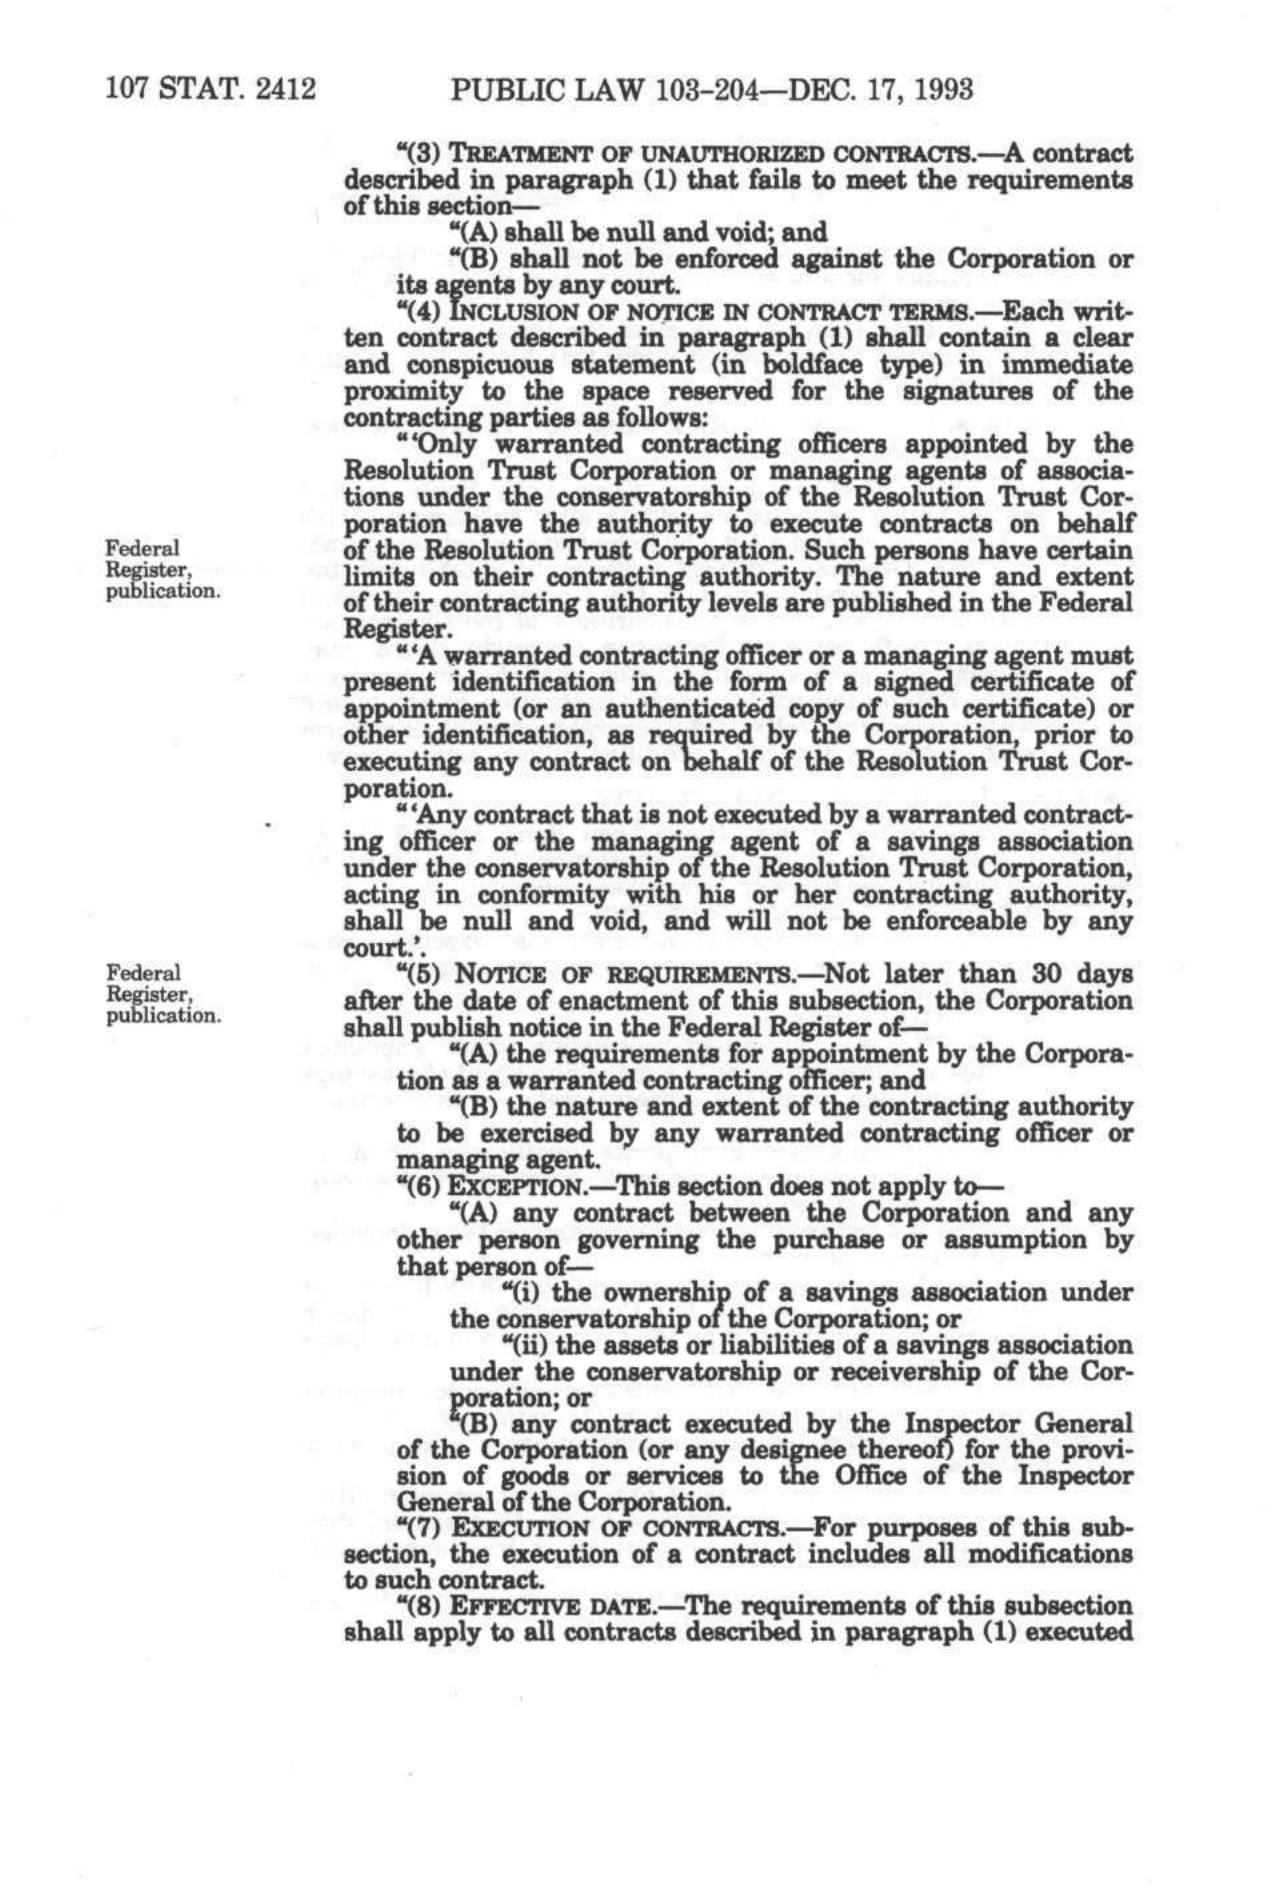 107 STAT. 2412 PUBLIC LAW 103–204—DEC. 17, 1993
“(3) TREATMENT OF UNAUTHORIZED CONTRACTS.—A contract
described in paragraph (1) that fails to meet the requirements
of this section—
“(A) shall be null and void; and
“(B) shall not be enforced against the Corporation or
its agents by any court.
“(4) INCLUSION OF NOTICE IN CONTRACT TERMS.—Each writ-
ten contract described in paragraph (1) shall contain a clear
and conspicuous statement (in boldface type) in immediate
proximity to the space reserved for the signatures of the
contracting parties as follows:
“‘Only warranted contracting officers appointed by the
Resolution Trust Corporation or managing agents of associa-
tions under the conservatorship of the Resolution Trust Cor-
poration have the authority to execute contracts on behalf
of the Resolution Trust Corporation. Such persons have certain
limits on their contracting authority. The nature and extent
of their contracting authority levels are published in the Federal
Register.
Federal
Register,
publication.
“‘A warranted contracting officer or a managing agent must
present identification in the form of a signed certificate of
appointment (or an authenticated copy of such certificate) or
other identification, as required by the Corporation, prior to
executing any contract on behalf of the Resolution Trust Cor-
poration.
“‘Any contract that is not executed by a warranted contract-
ing officer or the managing agent of a savings association
under the conservatorship of the Resolution Trust Corporation,
acting in conformity with his or her contracting authority,
shall be null and void, and will not be enforceable by any
court.’.
Federal
Register,
publication.
“(5) NOTICE OF REQUIREMENTS.—Not later than 30 days
after the date of enactment of this subsection, the Corporation
shall publish notice in the Federal Register of—
“(A) the requirements for appointment by the Corpora-
tion as a warranted contracting officer; and
“(B) the nature and extent of the contracting authority
to be exercised by any warranted contracting officer or
managing agent.
“(6) EXCEPTION.—This section does not apply to—
“(A) any contract between the Corporation and any
other person governing the purchase or assumption by
that person of—
“(i) the ownership of a savings association under
the conservatorship of the Corporation; or
“(ii) the assets or liabilities of a savings association
under the conservatorship or receivership of the Cor-
poration; or
“(B) any contract executed by the Inspector General
of the Corporation (or any designee thereof) for the provi-
sion of goods or services to the Office of the Inspector
General of the Corporation.
“(7) EXECUTION OF CONTRACTS.—For purposes of this sub-
section, the execution of a contract includes all modifications
to such contract.
“(8) EFFECTIVE DATE.—The requirements of this subsection
shall apply to all contracts described in paragraph (1) executed